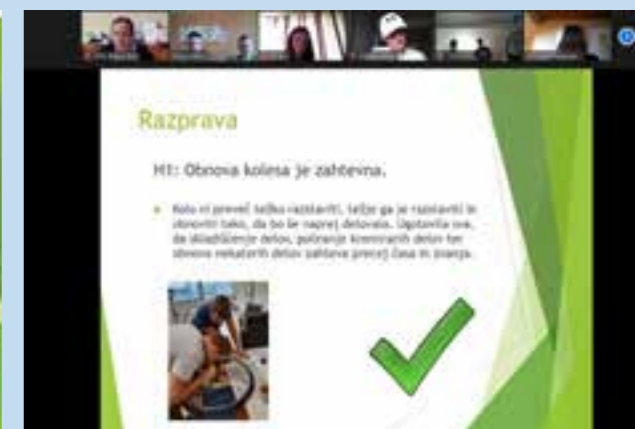 Razprava
H1: Obnova kolesa je zahtevna.
Kolo ni preveč težko razstaviti, težje ga je razstaviti in
obnoviti tako, da bo še naprej delovalo. Ugotovila sva,
da skladiščenje delov, poliranje kromiranih delov ter
obnova nekaterih delov zahteva precej časa in znanja.